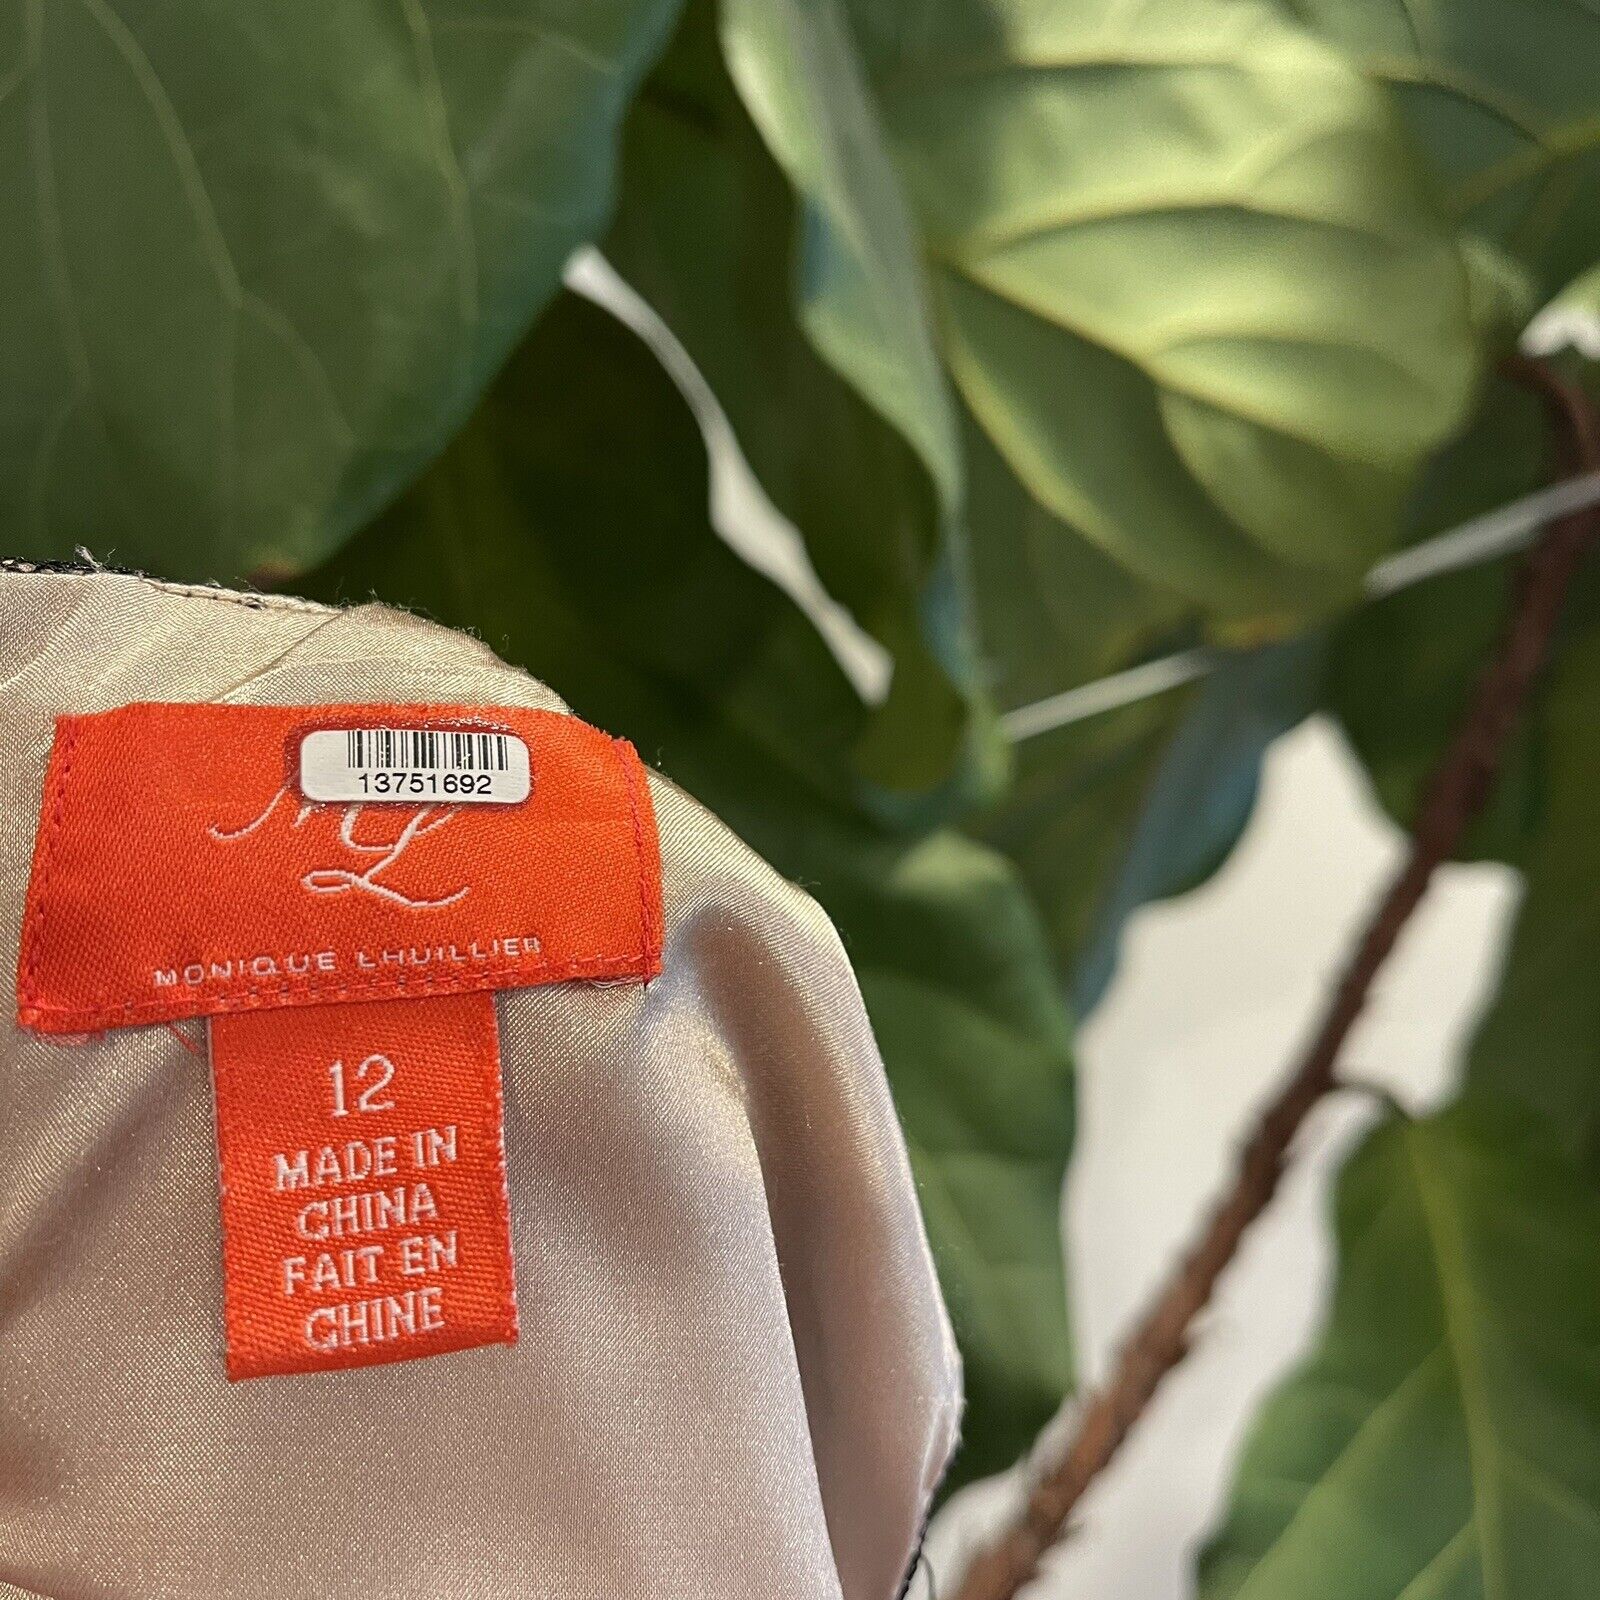 13751692
ML
MONIQUE LHUILLIER
12
MADE IN
CHINA
FAIT EN
CHINE